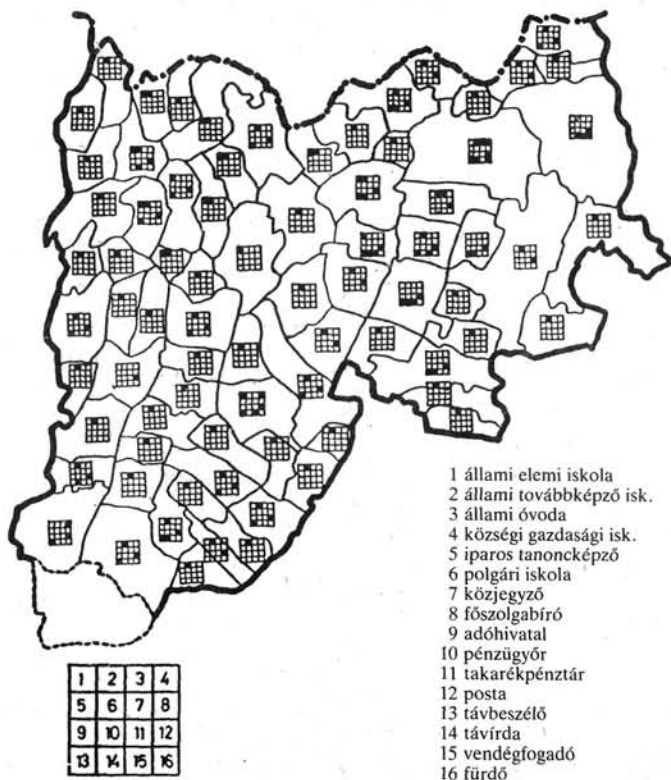 1 állami elemi iskola
2 állami továbbképző isk.
3 állami óvoda
4 községi gazdasági isk.
5 iparos tanoncképző
6 polgári iskola
7 közjegyző
8 főszolgabíró
9 adóhivatal
10 pénzügyőr
11 takarékpénztár
12 posta
13 távbeszélő
14 távírda
15 vendégfogadó
16 fürdő
1 2 3 4
5 6 7 8
9 10 11 12
13 14 15 16